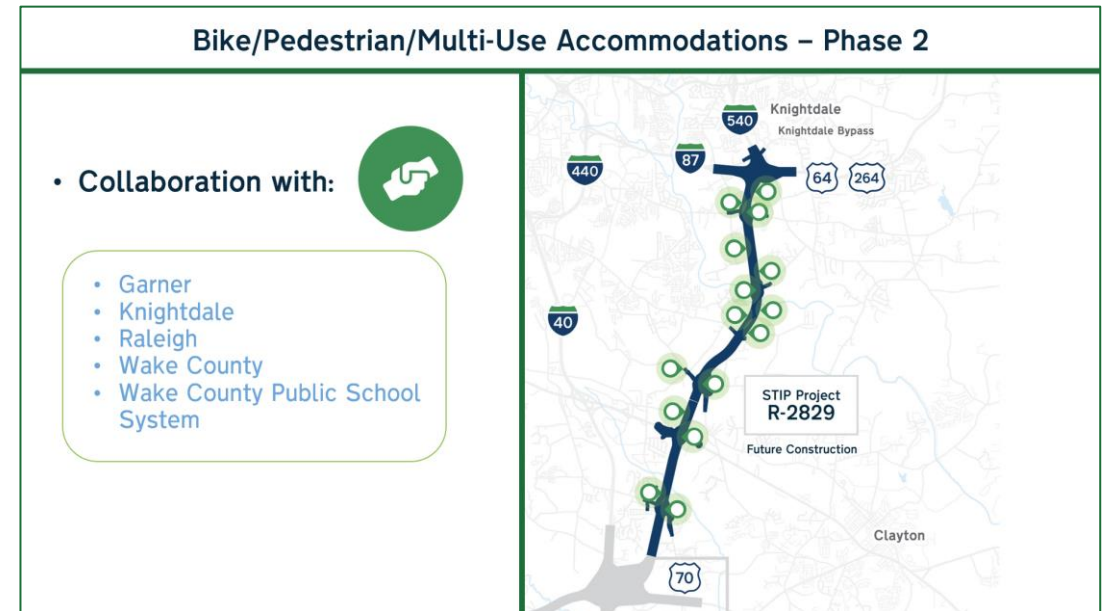 Bike/Pedestrian/Multi-Use Accommodations – Phase 2
• Collaboration with:
• Garner
• Knightdale
• Raleigh
• Wake County
• Wake County Public School
System
Knightdale
540
Knightdale Bypass
87
440
64
264
40
STIP Project
R-2829
Future Construction
Clayton
70